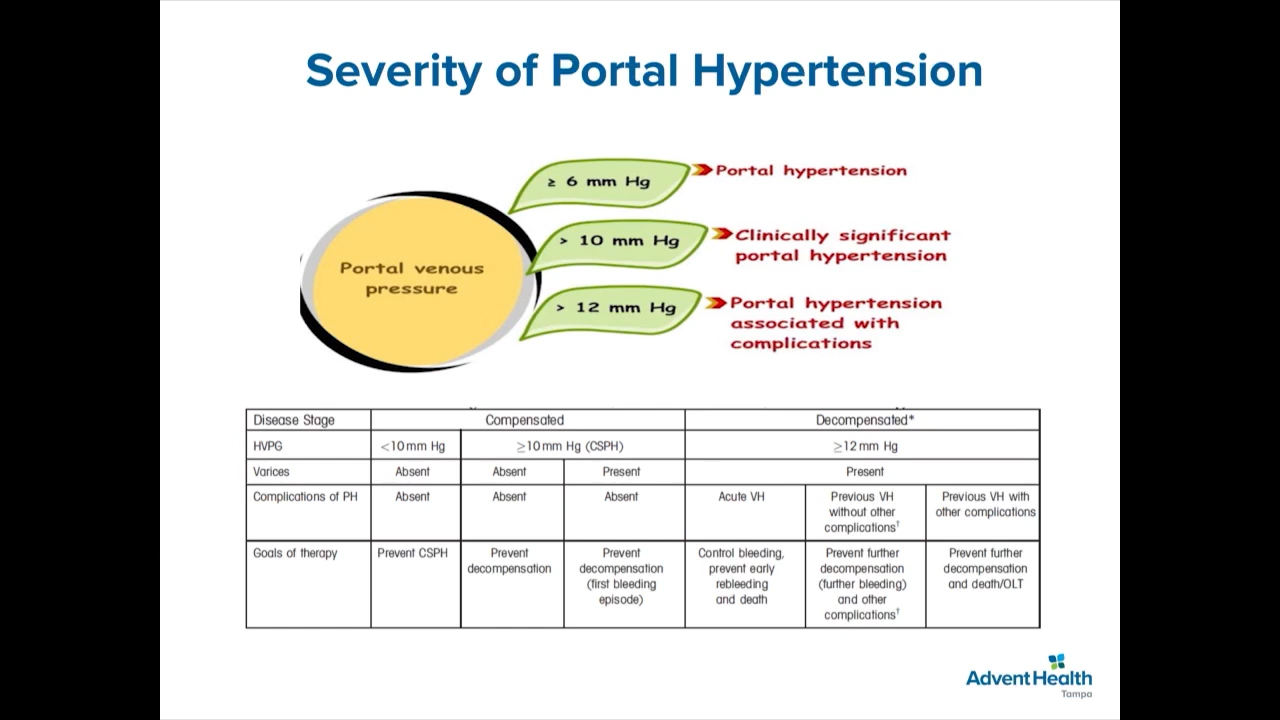 Severity of Portal Hypertension
≥ 6 mm Hg
Portal hypertension
Portal venous
pressure
> 10 mm Hg
Clinically significant
portal hypertension
> 12 mm Hg
Portal hypertension
associated with
complications
Disease Stage Compensated Decompensated*
HVPG <10 mm Hg ≥10 mm Hg (CSPH) ≥12 mm Hg
Varices Absent Absent Present Present
Complications of PH Absent Absent Absent Acute VH Previous VH
without other
complications†
Previous VH with
other complications
Goals of therapy Prevent CSPH Prevent
decompensation
Prevent
decompensation
(first bleeding
episode)
Control bleeding,
prevent early
rebleeding
and death
Prevent further
decompensation
(further bleeding)
and other
complications†
Prevent further
decompensation
and death/OLT
AdventHealth
Tampa